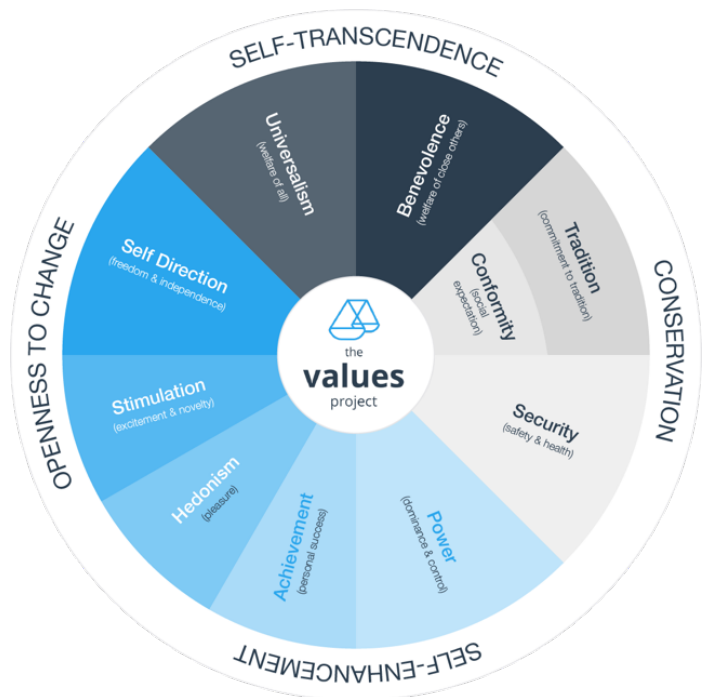 SELF-TRANSCENDENCE
Universalism
(welfare of all)
Benevolence
(welfare of close others)
Tradition
(commitment to tradition)
Conformity
(social
expectation)
CONSERVATION
Security
(safety & health)
Power
(dominance & control)
SELF-ENHANCEMENT
Achievement
(personal success)
Hedonism
(pleasure)
Stimulation
(excitement & novelty)
OPENNESS TO CHANGE
Self Direction
(freedom & independence)
the
values
project